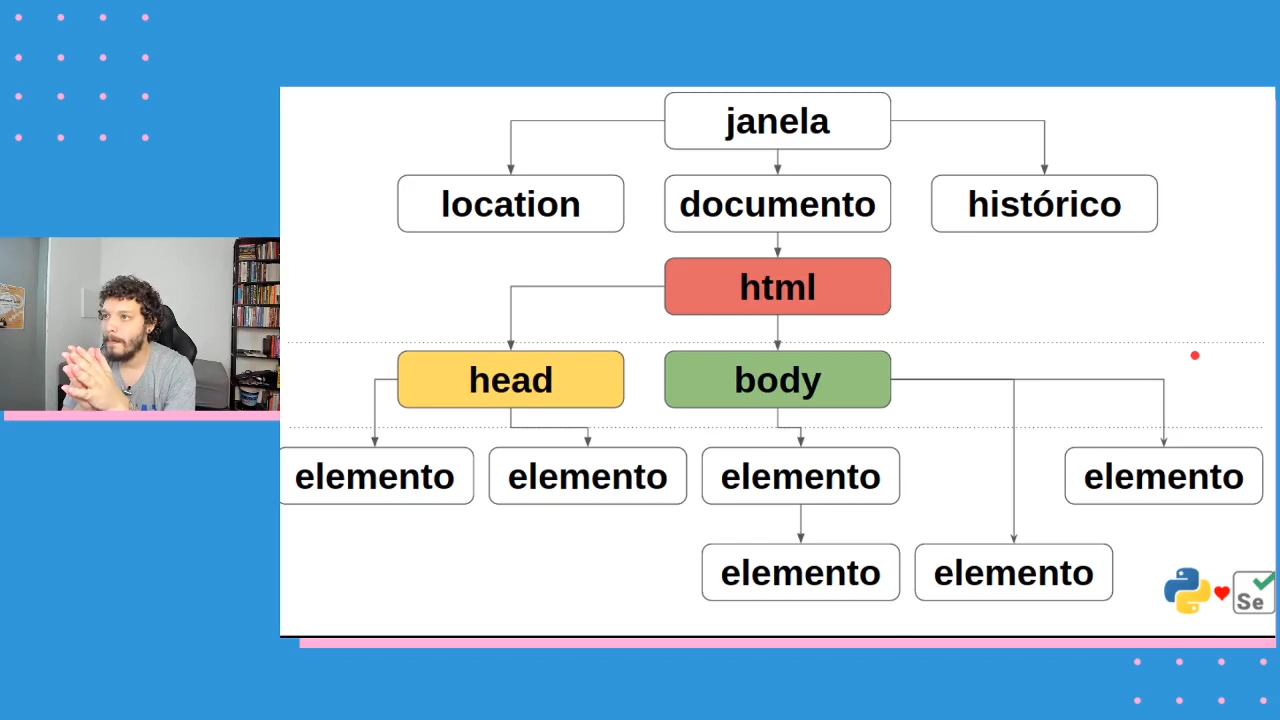 janela
location
documento
histórico
html
head
body
elemento
elemento
elemento
elemento
elemento
elemento
Se